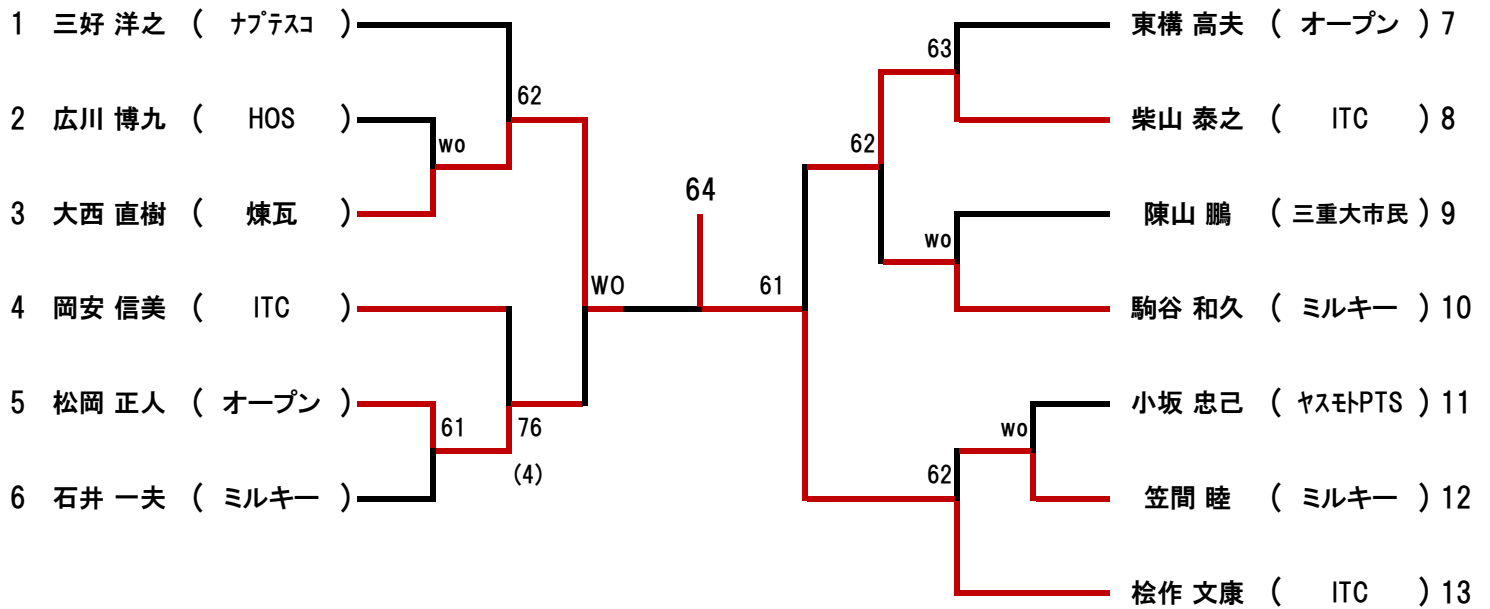 1 三好 洋之 ( ナプテスコ )
2 広川 博九 ( HOS )
3 大西 直樹 ( 煉瓦 )
4 岡安 信美 ( ITC )
5 松岡 正人 ( オープン )
6 石井 一夫 ( ミルキー )
62
wo
WO
61
76
(4)
64
61
63
62
wo
wo
62
東構 高夫 ( オープン ) 7
柴山 泰之 ( ITC ) 8
陳山 鵬 ( 三重大市民 ) 9
駒谷 和久 ( ミルキー ) 10
小坂 忠己 ( ヤスモトPTS ) 11
笠間 睦 ( ミルキー ) 12
桧作 文康 ( ITC ) 13